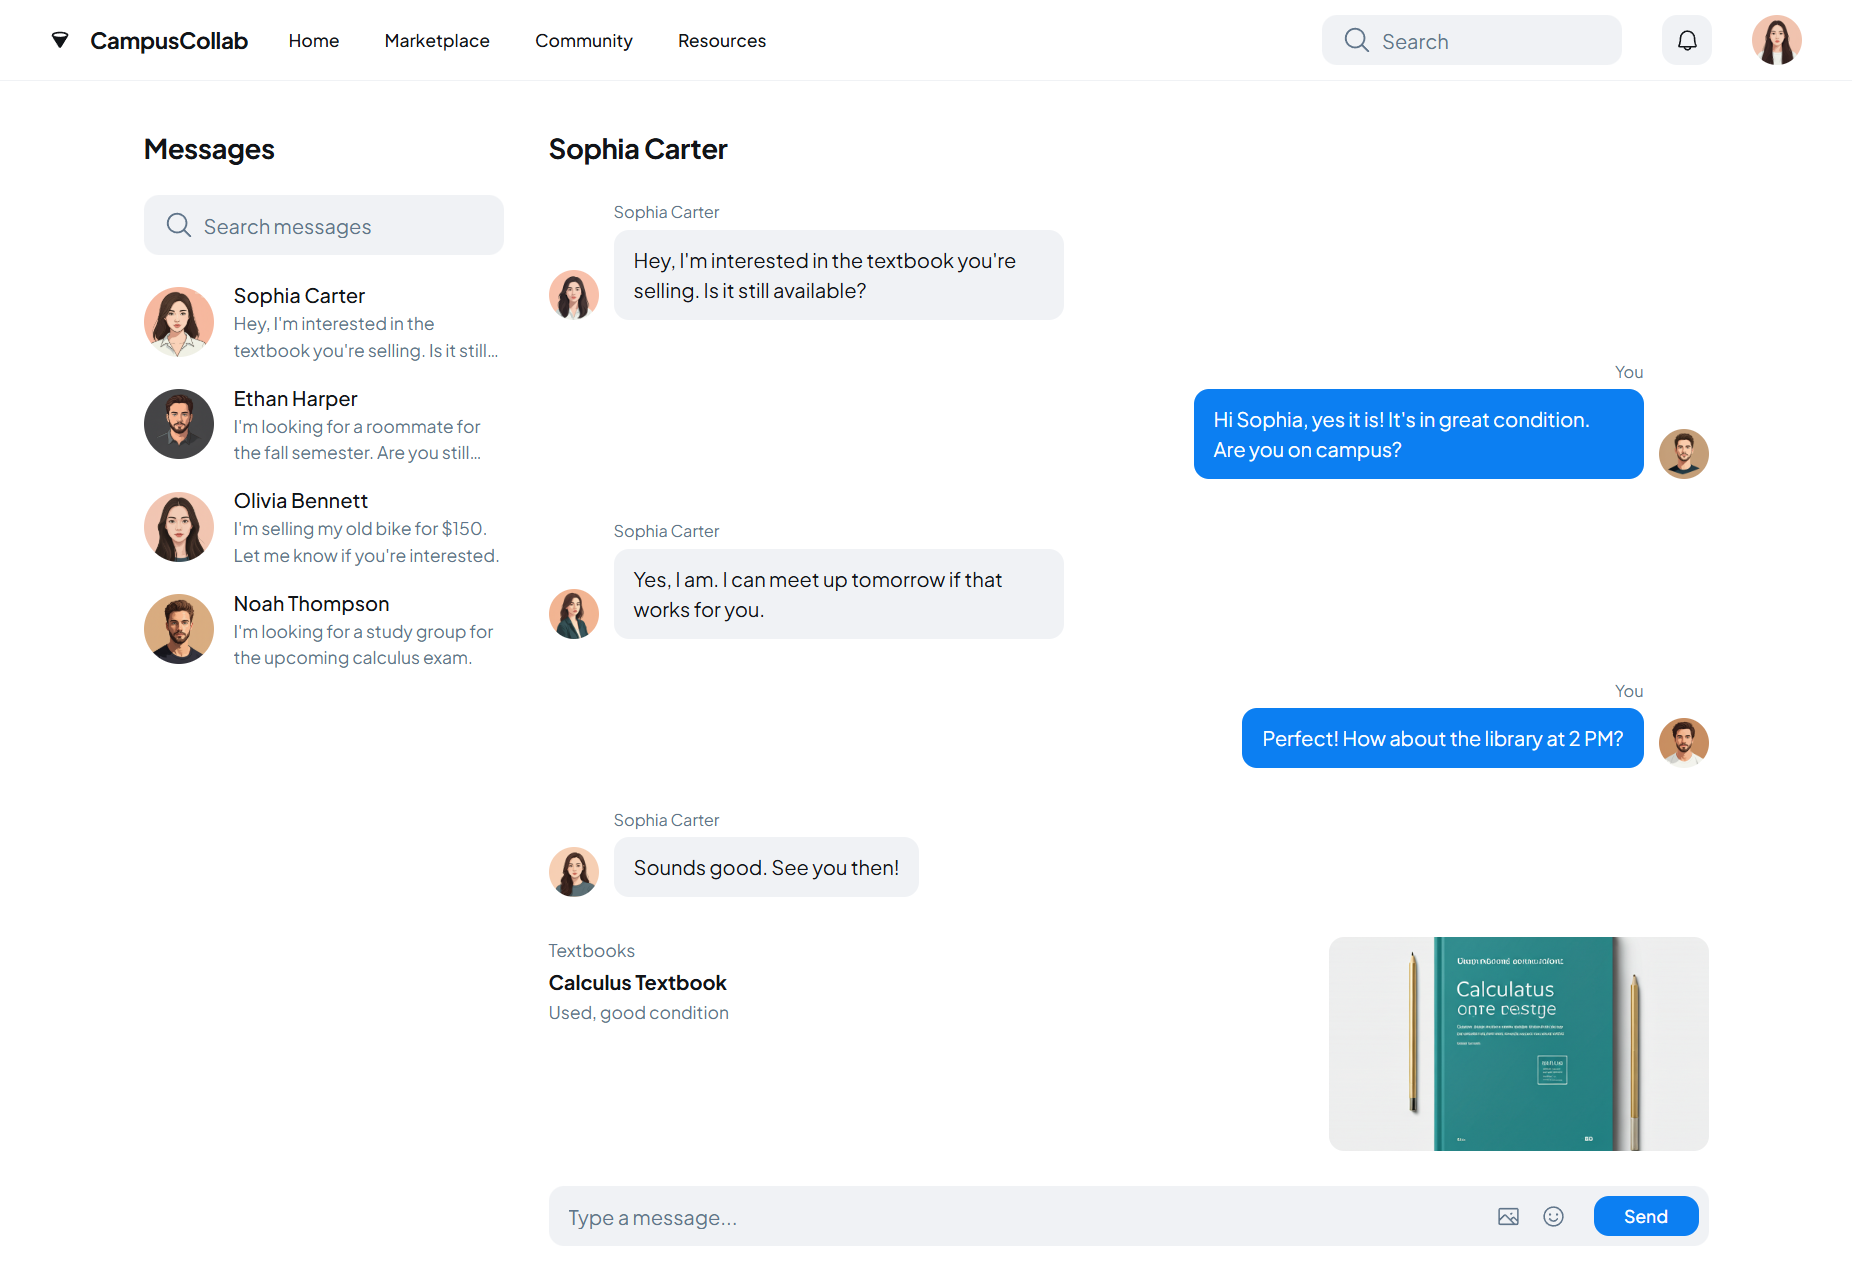 CampusCollab
Home
Marketplace
Community
Resources
Search
Messages
Search messages
Sophia Carter
Hey, I'm interested in the
textbook you're selling. Is it still...
Ethan Harper
I'm looking for a roommate for
the fall semester. Are you still...
Olivia Bennett
I'm selling my old bike for $150.
Let me know if you're interested.
Noah Thompson
I'm looking for a study group for
the upcoming calculus exam.
Sophia Carter
Sophia Carter
Hey, I'm interested in the textbook you're
selling. Is it still available?
You
Hi Sophia, yes it is! It's in great condition.
Are you on campus?
Sophia Carter
Yes, I am. I can meet up tomorrow if that
works for you.
You
Perfect! How about the library at 2 PM?
Sophia Carter
Sounds good. See you then!
Textbooks
Calculus Textbook
Used, good condition
Calculatus
Type a message...
Send